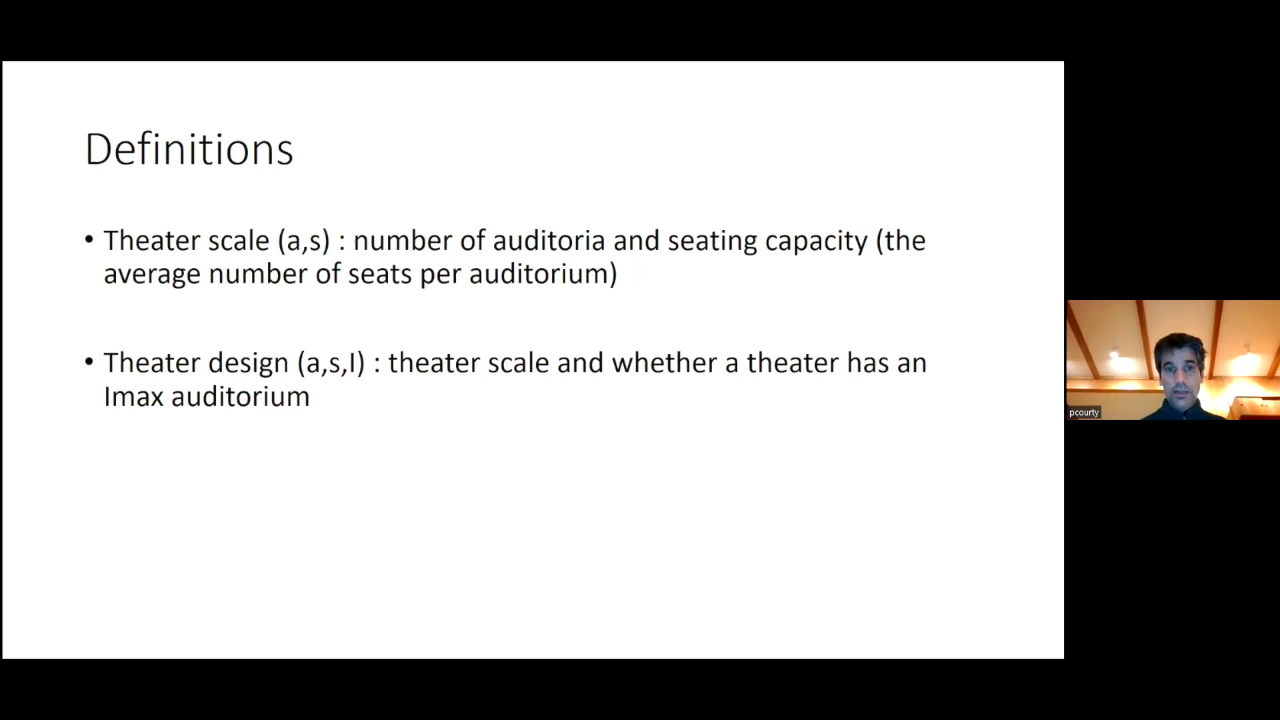 Definitions
• Theater scale (a,s) : number of auditoria and seating capacity (the
average number of seats per auditorium)
• Theater design (a,s,I) : theater scale and whether a theater has an
Imax auditorium
pcourty